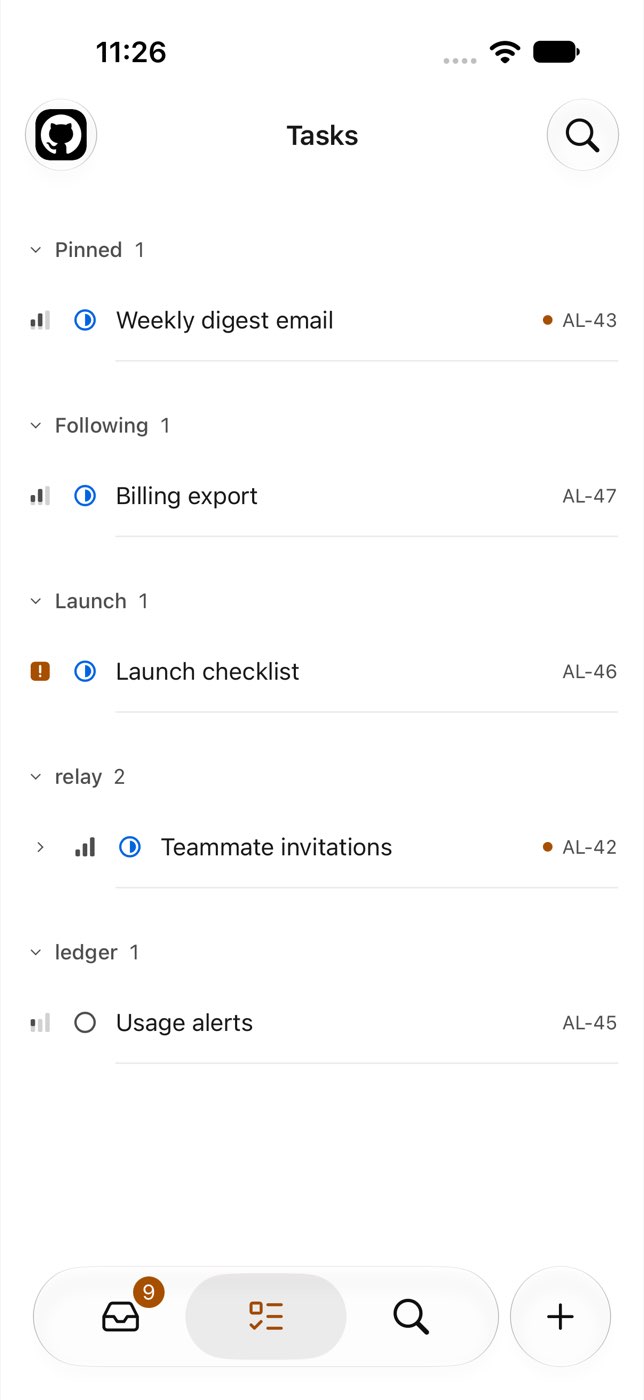 11:26
Tasks
Pinned 1
Weekly digest email AL-43
Following 1
Billing export AL-47
Launch 1
! Launch checklist AL-46
relay 2
Teammate invitations AL-42
ledger 1
Usage alerts AL-45
9